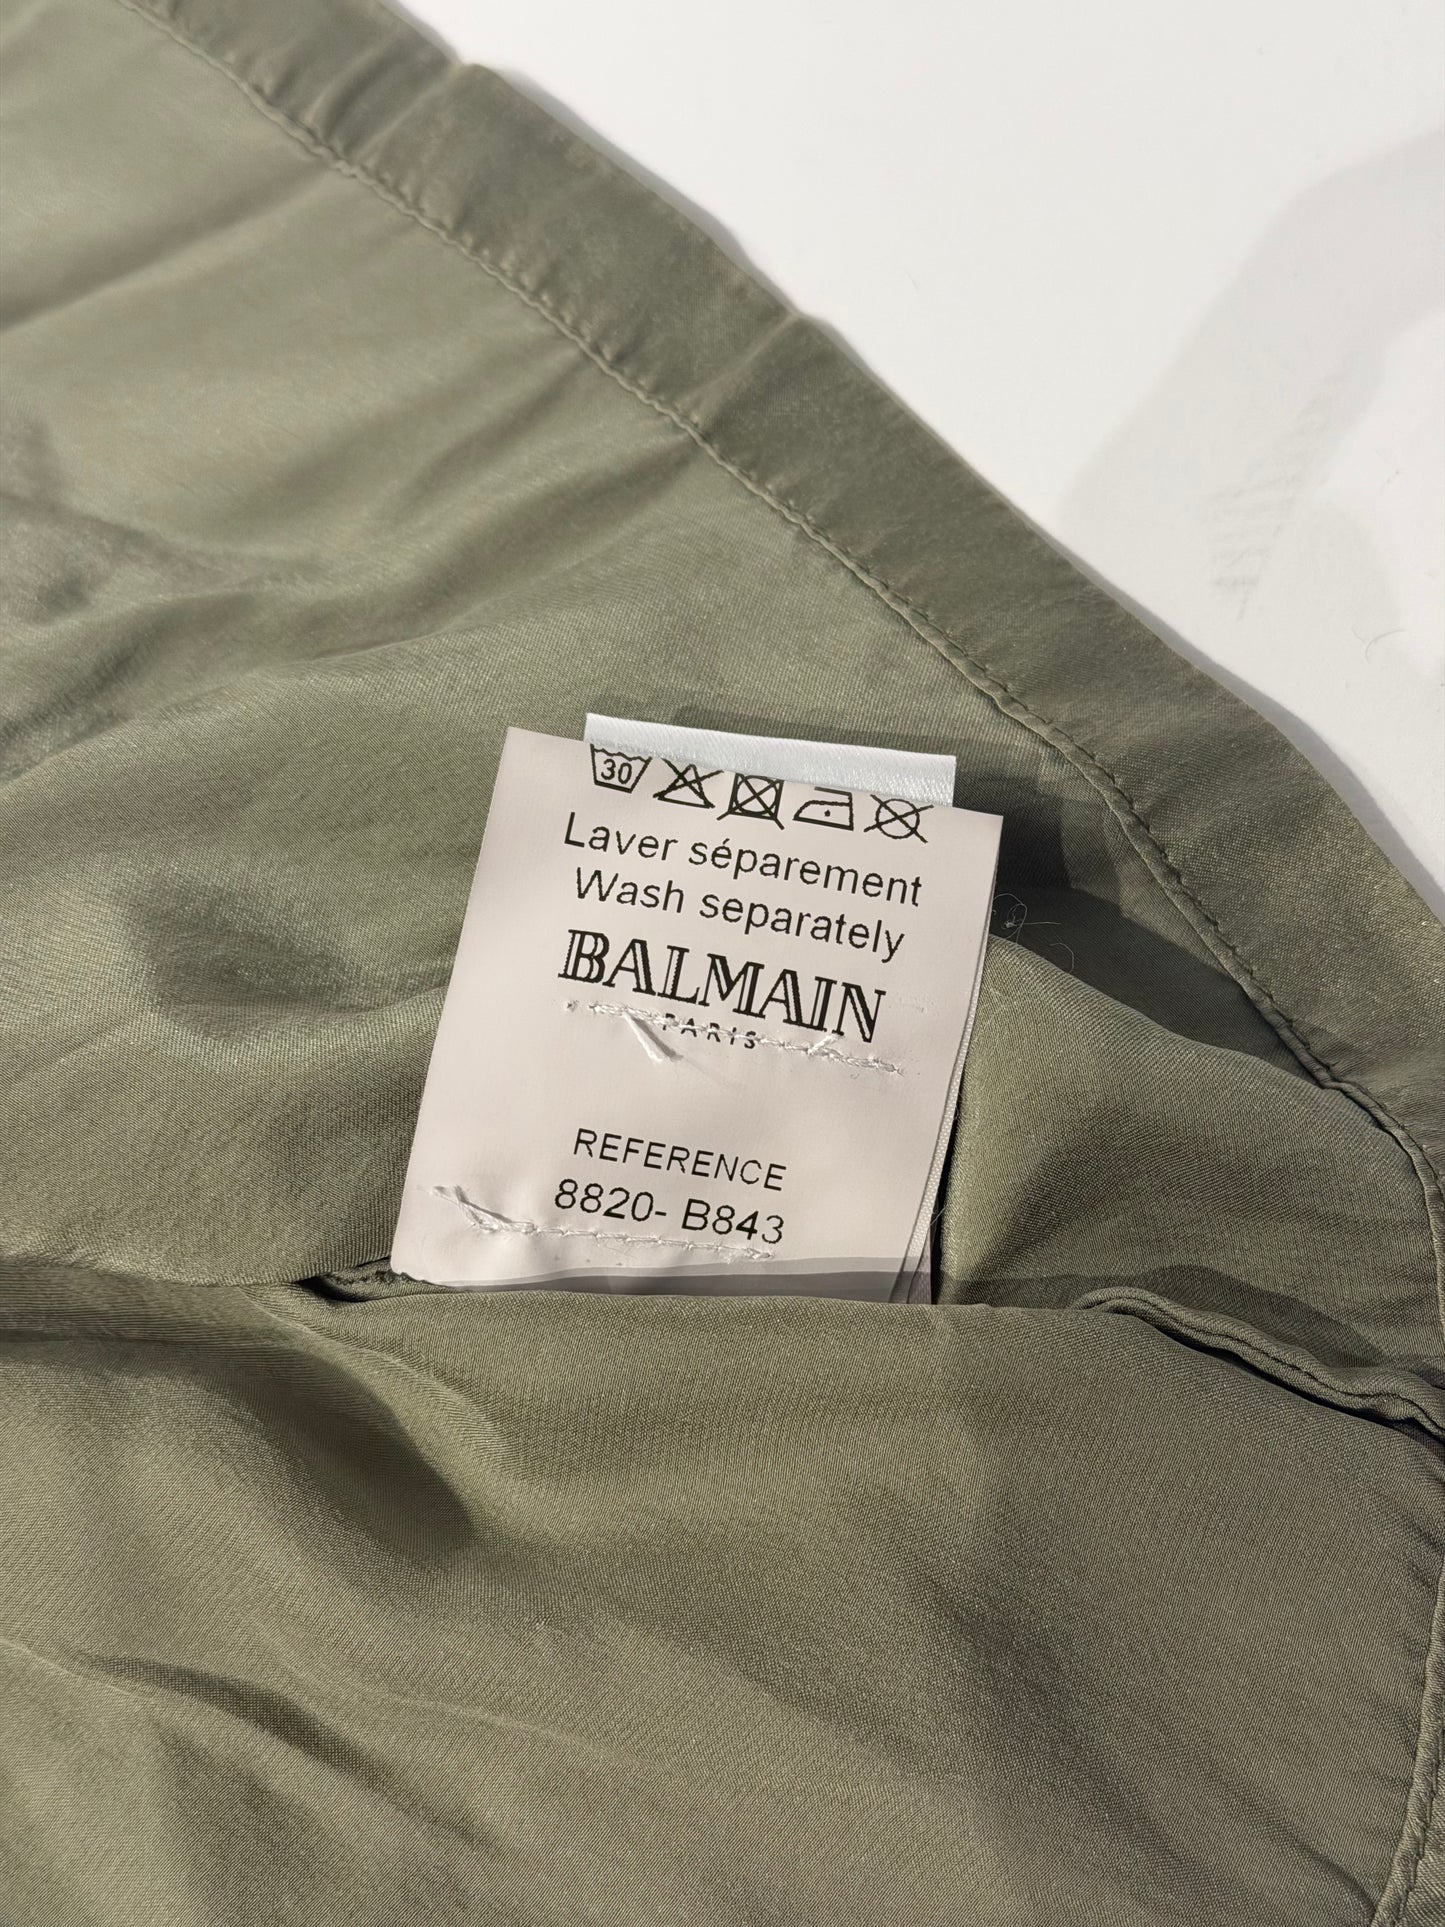 30
Laver séparement
Wash separately
BALMAIN
PARIS
REFERENCE
8820- B843